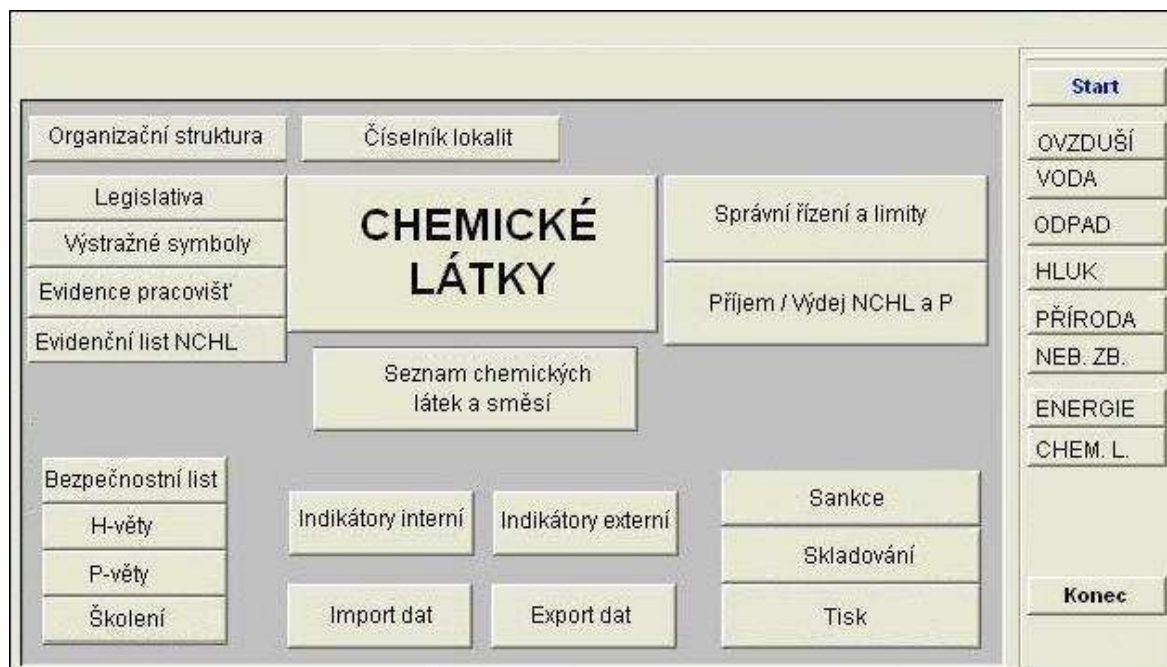 Start
Organizační struktura
Číselník lokalit
OVZDUŠÍ
VODA
ODPAD
HLUK
PŘÍRODA
NEB. ZB.
ENERGIE
CHEM. L.
Konec
Legislativa
Výstražné symboly
Evidence pracovišť
Evidenční list NCHL
CHEMICKÉ
LÁTKY
Správní řízení a limity
Příjem / Výdej NCHL a P
Seznam chemických
látek a směsí
Bezpečnostní list
H-věty
P-věty
Školení
Indikátory interní
Indikátory externí
Import dat
Export dat
Sankce
Skladování
Tisk